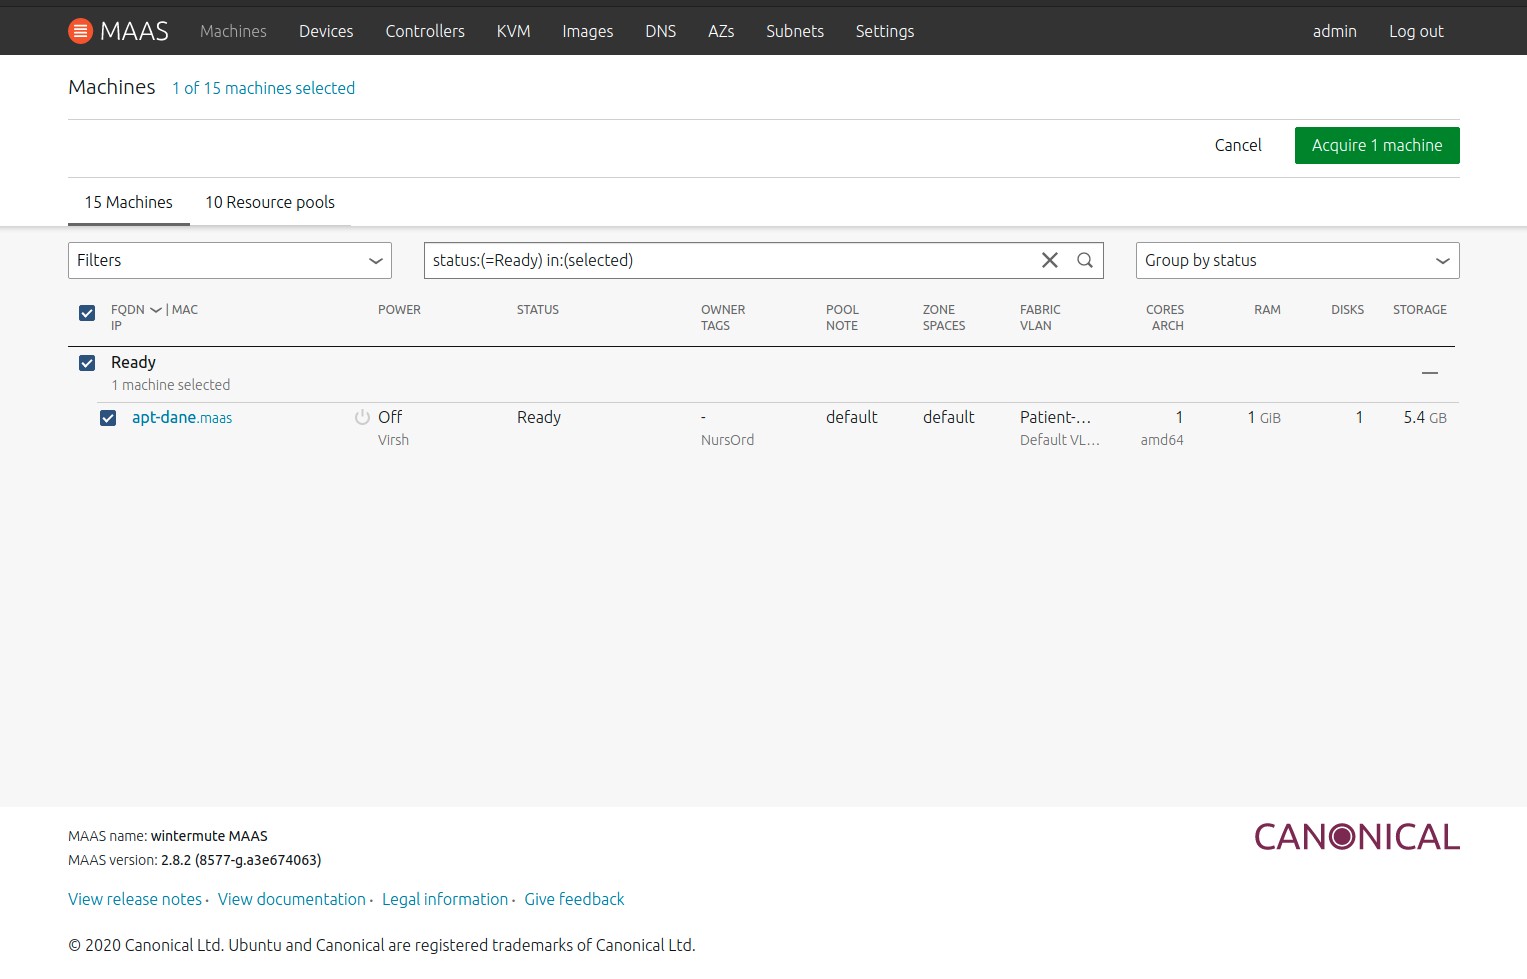 MAAS Machines Devices Controllers KVM Images DNS AZs Subnets Settings admin Log out
Machines 1 of 15 machines selected
Cancel Acquire 1 machine
15 Machines 10 Resource pools
Filters status:(=Ready) in:(selected) Group by status
FQDN | MAC POWER STATUS OWNER POOL ZONE FABRIC CORES RAM DISKS STORAGE
IP TAGS NOTE SPACES VLAN ARCH
Ready
1 machine selected
apt-dane.maas Off Ready - default default Patient-... 1 1 GiB 1 5.4 GB
Virsh NursOrd Default VL... amd64
MAAS name: wintermute MAAS
CANONICAL
MAAS version: 2.8.2 (8577-g.a3e674063)
View release notes · View documentation · Legal information · Give feedback
© 2020 Canonical Ltd. Ubuntu and Canonical are registered trademarks of Canonical Ltd.